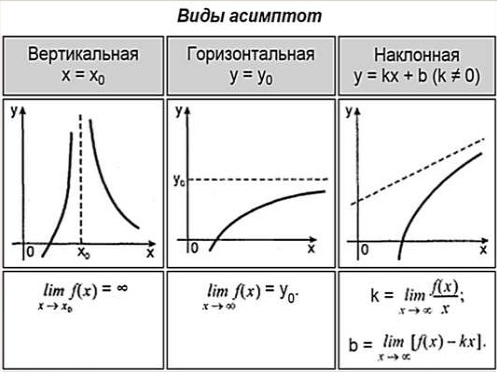 Виды асимптот
Вертикальная
x = x₀
Горизонтальная
y = y₀
Наклонная
y = kx + b (k ≠ 0)
y
0
x₀
x
y
y₀
0
x
y
0
x
lim f(x) = ∞
x → x₀
lim f(x) = y₀.
x → ∞
k = lim f(x)/x;
x → ∞
b = lim [f(x) – kx].
x → ∞